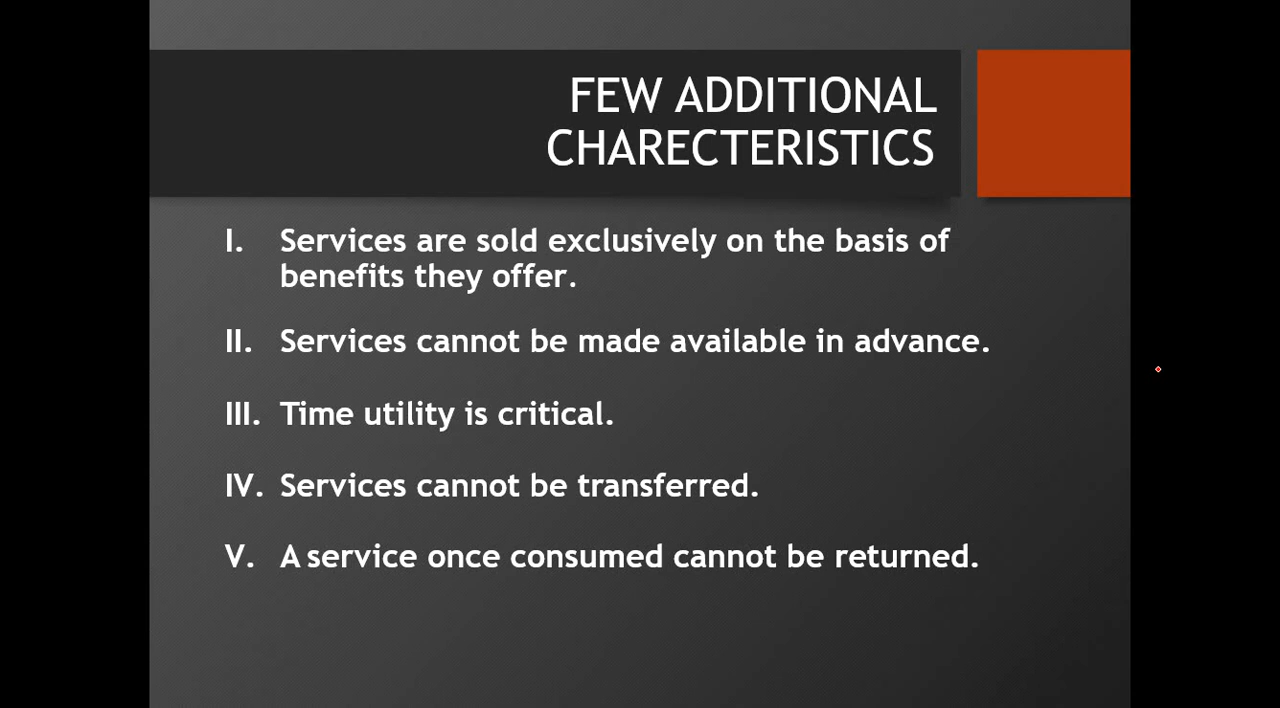 FEW ADDITIONAL
CHARECTERISTICS
I. Services are sold exclusively on the basis of
benefits they offer.
II. Services cannot be made available in advance.
III. Time utility is critical.
IV. Services cannot be transferred.
V. A service once consumed cannot be returned.